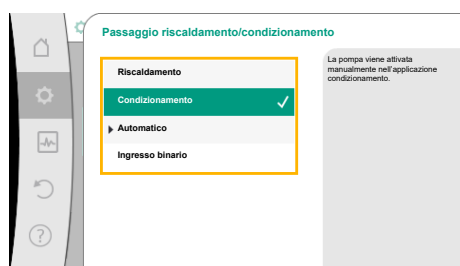 Passaggio riscaldamento/condizionamento
Riscaldamento
Condizionamento
Automatico
Ingresso binario
La pompa viene attivata
manualmente nell'applicazione
condizionamento.
?